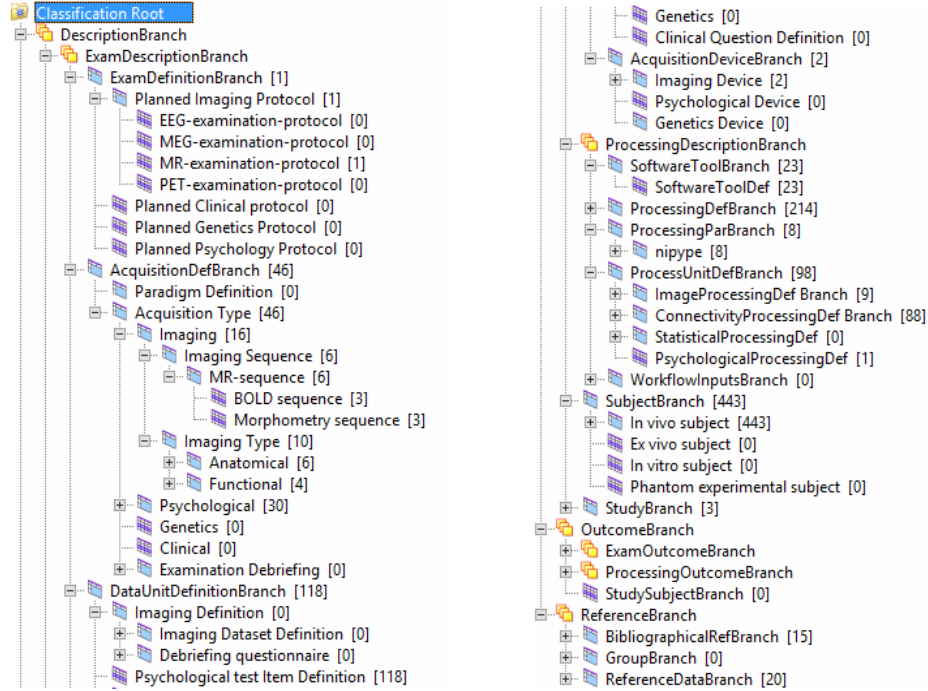 Classification Root
DescriptionBranch
ExamDescriptionBranch
ExamDefinitionBranch [1]
Planned Imaging Protocol [1]
EEG-examination-protocol [0]
MEG-examination-protocol [0]
MR-examination-protocol [1]
PET-examination-protocol [0]
Planned Clinical protocol [0]
Planned Genetics Protocol [0]
Planned Psychology Protocol [0]
AcquisitionDefBranch [46]
Paradigm Definition [0]
Acquisition Type [46]
Imaging [16]
Imaging Sequence [6]
MR-sequence [6]
BOLD sequence [3]
Morphometry sequence [3]
Imaging Type [10]
Anatomical [6]
Functional [4]
Psychological [30]
Genetics [0]
Clinical [0]
Examination Debriefing [0]
DataUnitDefinitionBranch [118]
Imaging Definition [0]
Imaging Dataset Definition [0]
Debriefing questionnaire [0]
Psychological test Item Definition [118]
Genetics [0]
Clinical Question Definition [0]
AcquisitionDeviceBranch [2]
Imaging Device [2]
Psychological Device [0]
Genetics Device [0]
ProcessingDescriptionBranch
SoftwareToolBranch [23]
SoftwareToolDef [23]
ProcessingDefBranch [214]
ProcessingParBranch [8]
nipype [8]
ProcessUnitDefBranch [98]
ImageProcessingDef Branch [9]
ConnectivityProcessingDef Branch [88]
StatisticalProcessingDef [0]
PsychologicalProcessingDef [1]
WorkflowInputsBranch [0]
SubjectBranch [443]
In vivo subject [443]
Ex vivo subject [0]
In vitro subject [0]
Phantom experimental subject [0]
StudyBranch [3]
OutcomeBranch
ExamOutcomeBranch
ProcessingOutcomeBranch
StudySubjectBranch [0]
ReferenceBranch
BibliographicalRefBranch [15]
GroupBranch [0]
ReferenceDataBranch [20]